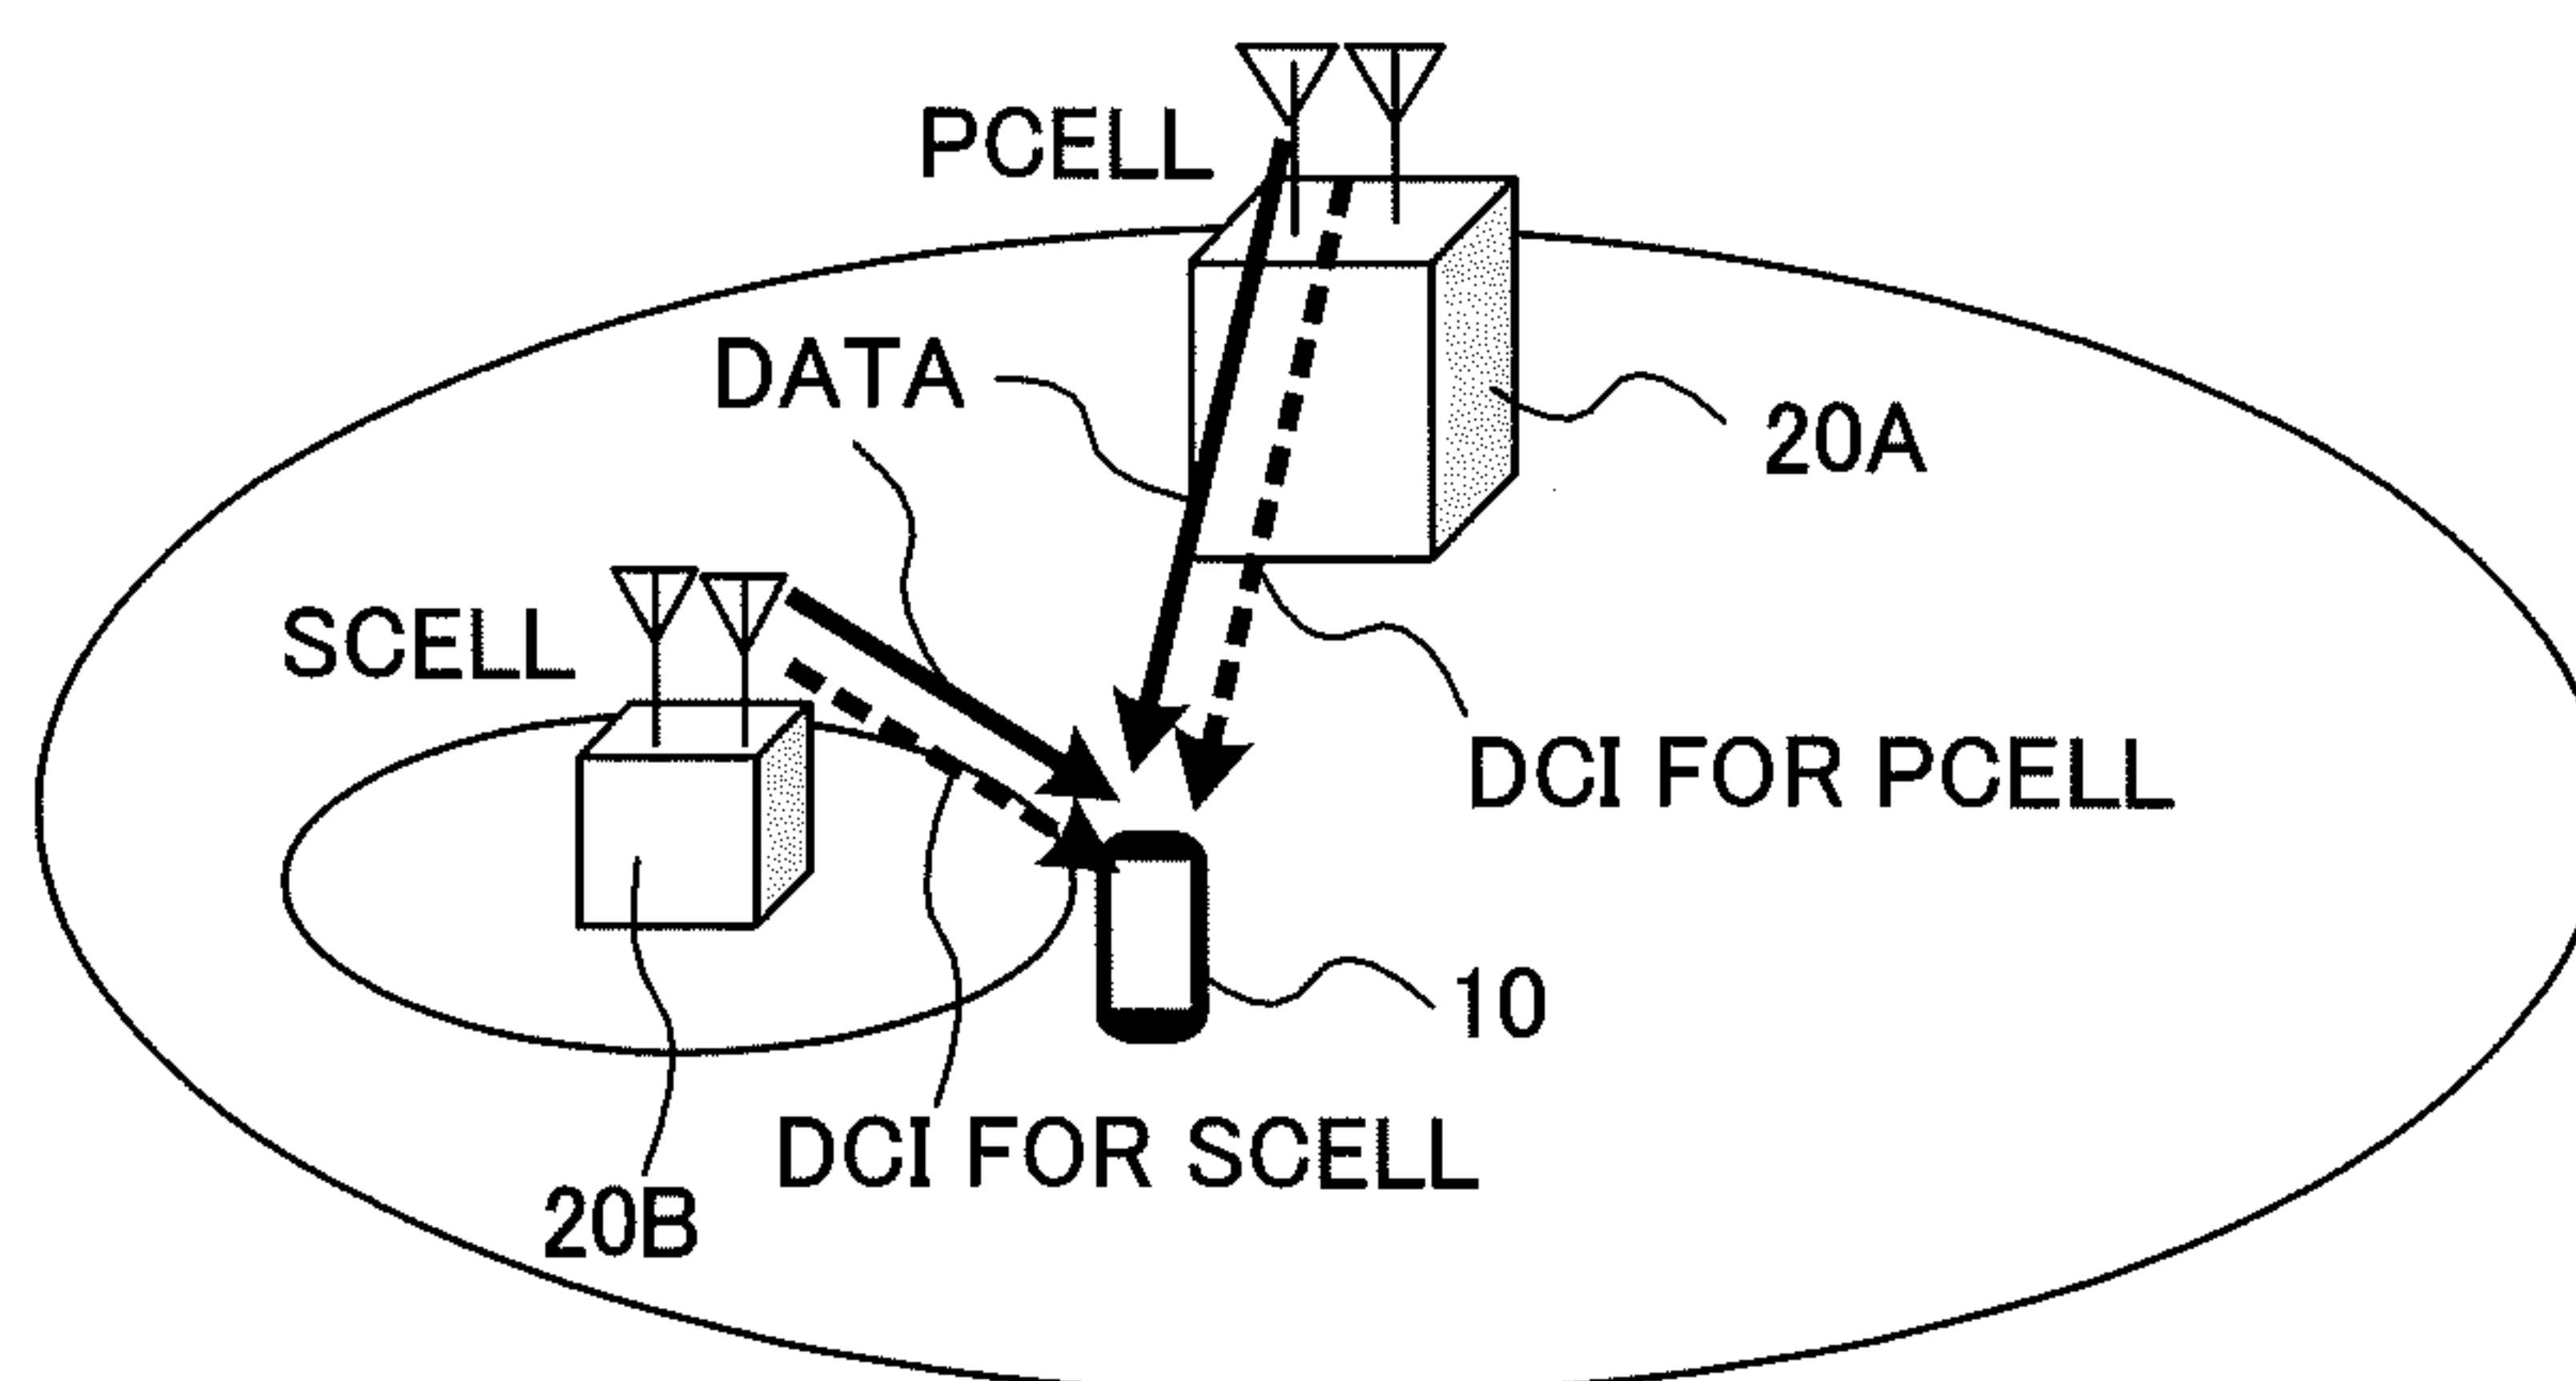 PCELL
DATA
20A
SCELL
DCI FOR PCELL
10
DCI FOR SCELL
20B